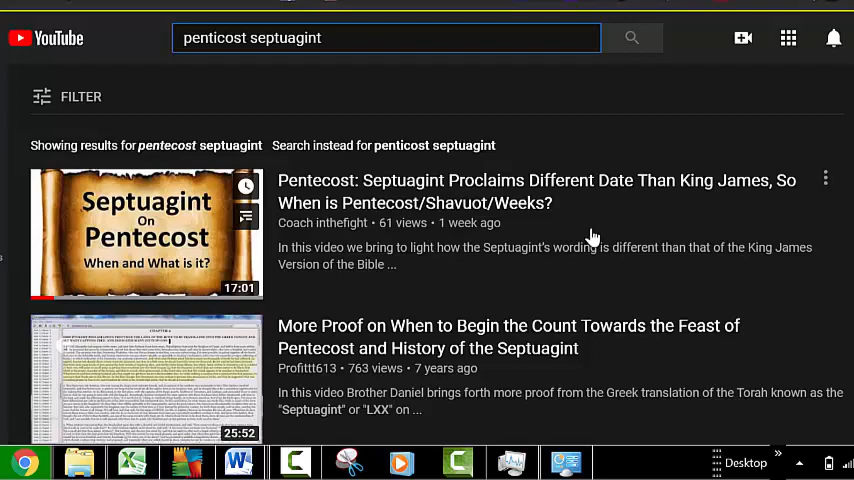 YouTube
penticost septuagint
FILTER
Showing results for pentecost septuagint Search instead for penticost septuagint
Septuagint
On
Pentecost
When and What is it?
17:01
Pentecost: Septuagint Proclaims Different Date Than King James, So
When is Pentecost/Shavuot/Weeks?
Coach inthefight • 61 views • 1 week ago
In this video we bring to light how the Septuagint's wording is different than that of the King James
Version of the Bible ...
25:52
More Proof on When to Begin the Count Towards the Feast of
Pentecost and History of the Septuagint
Profittt613 • 763 views • 7 years ago
In this video Brother Daniel brings forth more proof from the Greek translation of the Torah known as the
"Septuagint" or "LXX" on ...
Desktop